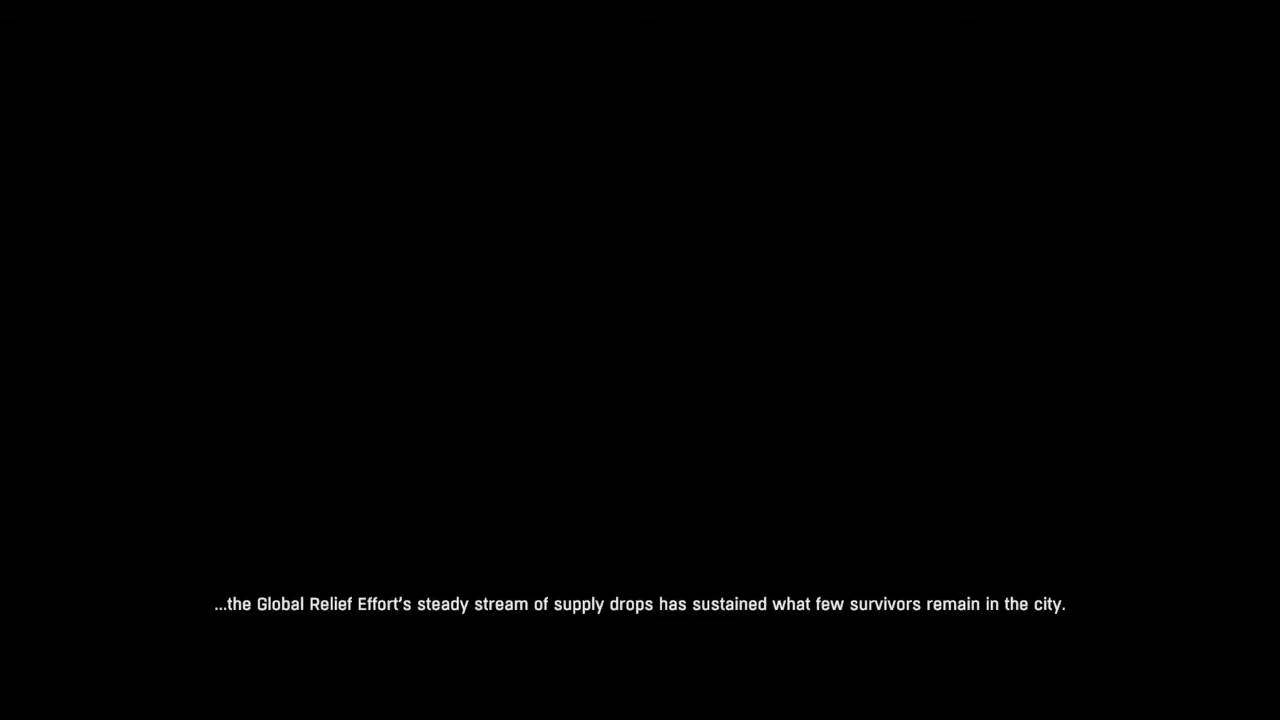 ...the Global Relief Effort's steady stream of supply drops has sustained what few survivors remain in the city.